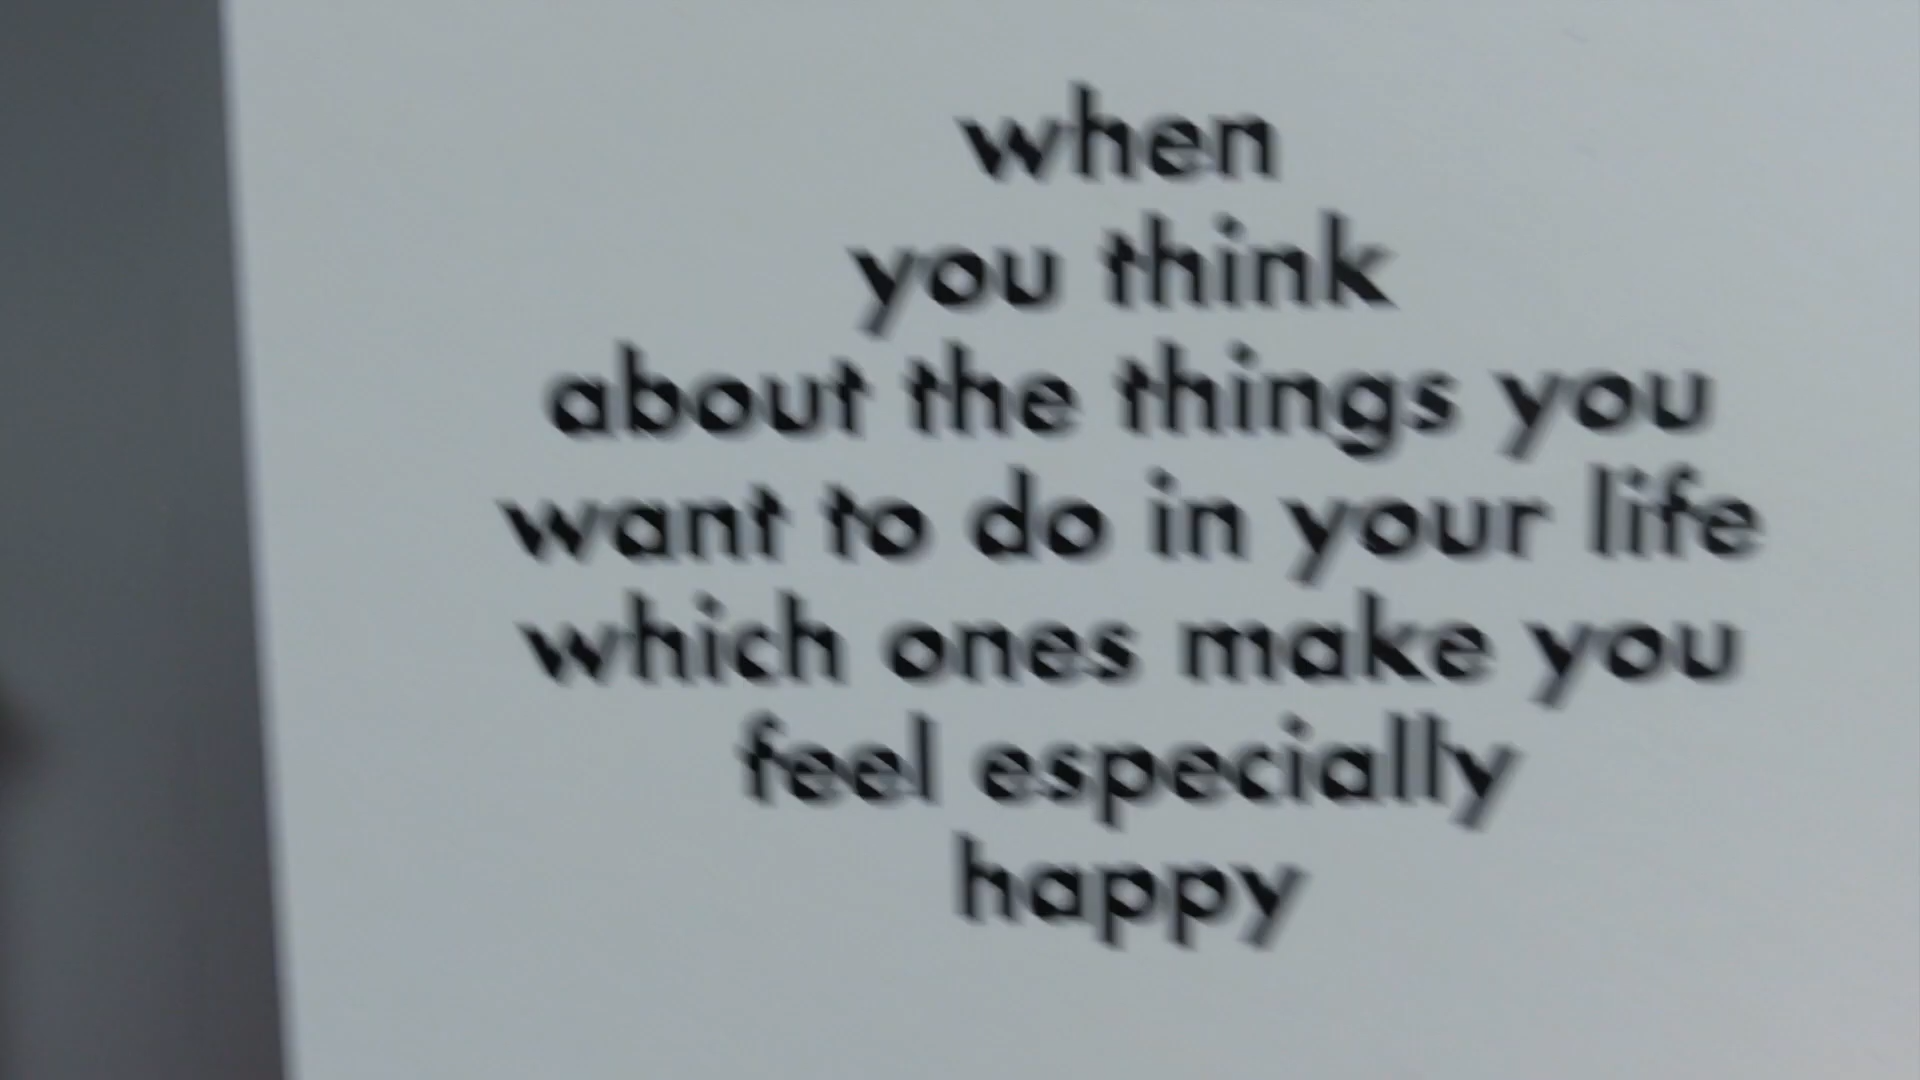 when
you think
about the things you
want to do in your life
which ones make you
feel especially
happy